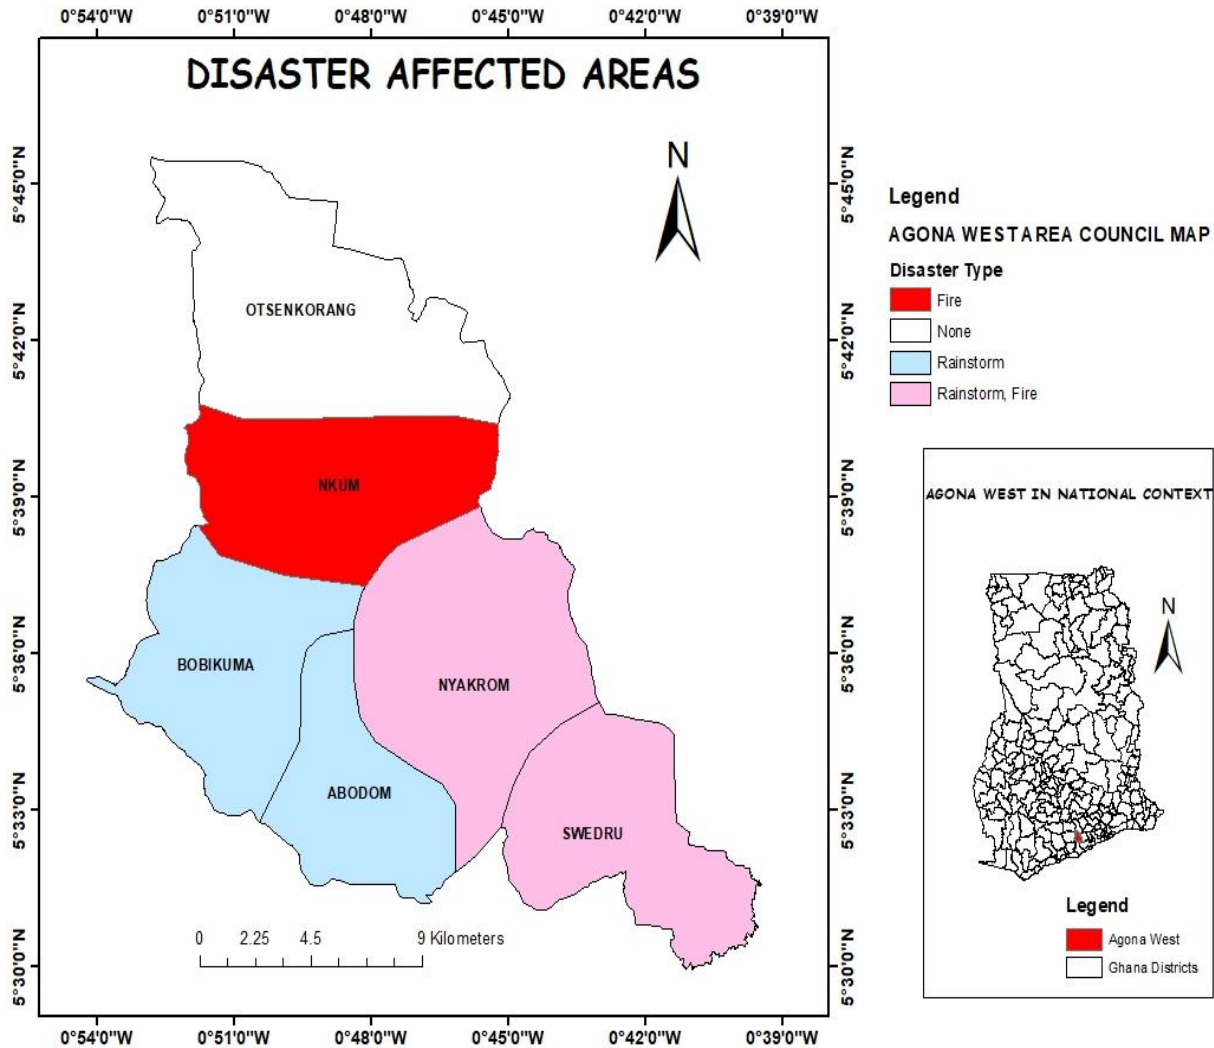 0°54'0"W 0°51'0"W 0°48'0"W 0°45'0"W 0°42'0"W 0°39'0"W
DISASTER AFFECTED AREAS
N
5°45'0"N 5°45'0"N
5°42'0"N 5°42'0"N
5°39'0"N 5°39'0"N
5°36'0"N 5°36'0"N
5°33'0"N 5°33'0"N
5°30'0"N 5°30'0"N
OTSENKORANG
NKUM
BOBIKUMA
NYAKROM
ABODOM
SWEDRU
0 2.25 4.5 9 Kilometers
0°54'0"W 0°51'0"W 0°48'0"W 0°45'0"W 0°42'0"W 0°39'0"W
Legend
AGONA WEST AREA COUNCIL MAP
Disaster Type
Fire
None
Rainstorm
Rainstorm, Fire
AGONA WEST IN NATIONAL CONTEXT
N
Legend
Agona West
Ghana Districts